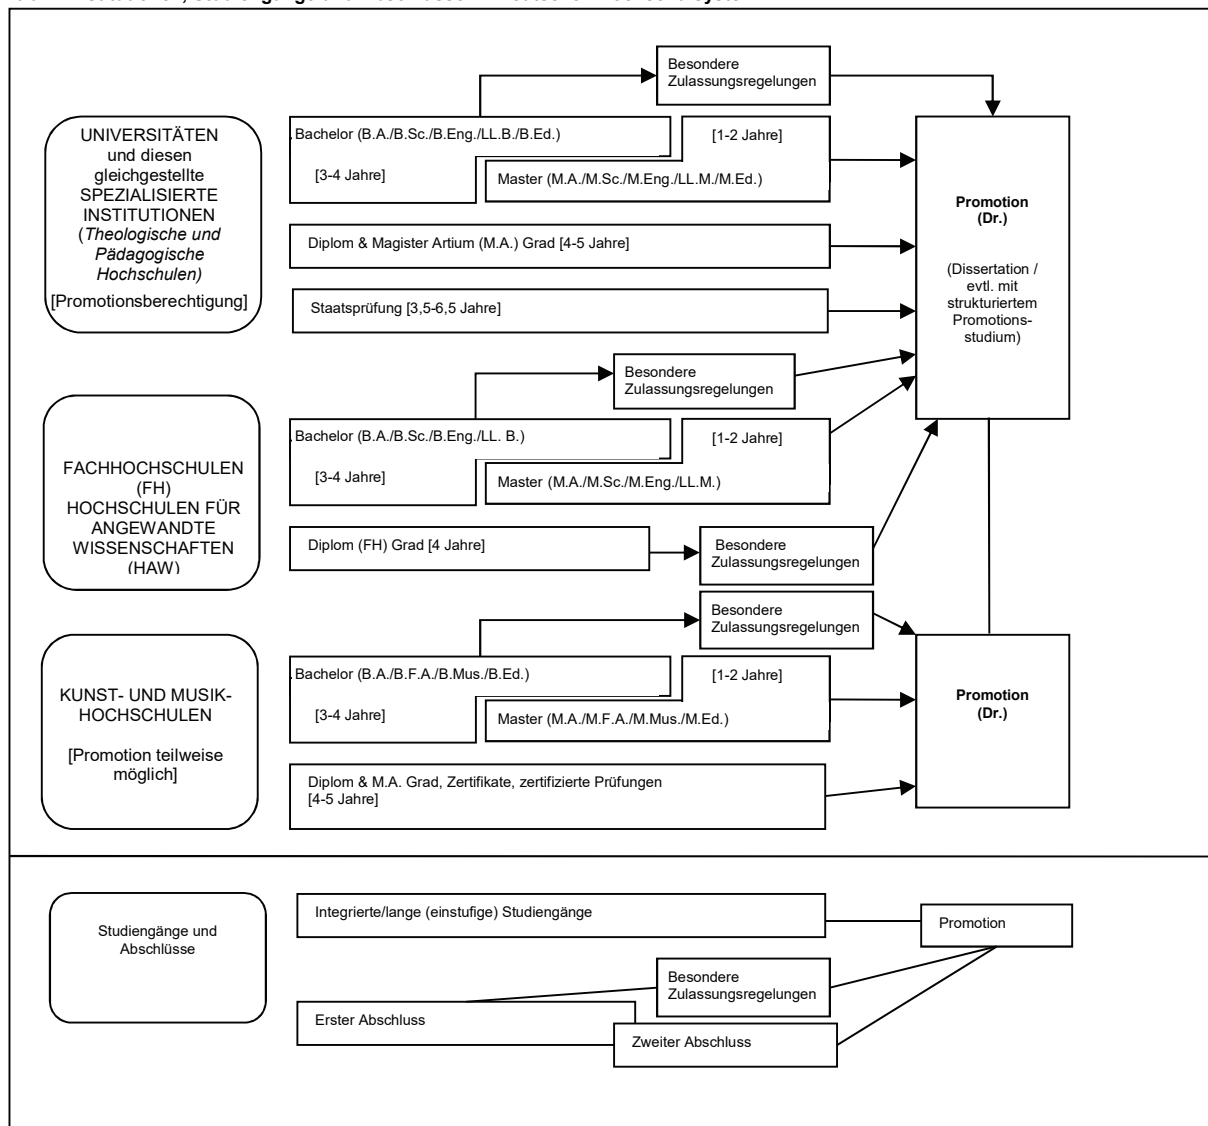 Besondere
Zulassungsregelungen
UNIVERSITÄTEN
und diesen
gleichgestellte
SPEZIALISIERTE
INSTITUTIONEN
(Theologische und
Pädagogische
Hochschulen)
[Promotionsberechtigung]
Bachelor (B.A./B.Sc./B.Eng./LL.B./B.Ed.)
[1-2 Jahre]
[3-4 Jahre]
Master (M.A./M.Sc./M.Eng./LL.M./M.Ed.)
Diplom & Magister Artium (M.A.) Grad [4-5 Jahre]
Staatsprüfung [3,5-6,5 Jahre]
Promotion
(Dr.)
(Dissertation /
evtl. mit
strukturiertem
Promotions-
studium)
Besondere
Zulassungsregelungen
FACHHOCHSCHULEN
(FH)
HOCHSCHULEN FÜR
ANGEWANDTE
WISSENSCHAFTEN
(HAW)
Bachelor (B.A./B.Sc./B.Eng./LL. B.)
[1-2 Jahre]
[3-4 Jahre]
Master (M.A./M.Sc./M.Eng./LL.M.)
Diplom (FH) Grad [4 Jahre]
Besondere
Zulassungsregelungen
Besondere
Zulassungsregelungen
KUNST- UND MUSIK-
HOCHSCHULEN
[Promotion teilweise
möglich]
Bachelor (B.A./B.F.A./B.Mus./B.Ed.)
[1-2 Jahre]
[3-4 Jahre]
Master (M.A./M.F.A./M.Mus./M.Ed.)
Diplom & M.A. Grad, Zertifikate, zertifizierte Prüfungen
[4-5 Jahre]
Promotion
(Dr.)
Studiengänge und
Abschlüsse
Integrierte/lange (einstufige) Studiengänge
Promotion
Besondere
Zulassungsregelungen
Erster Abschluss
Zweiter Abschluss